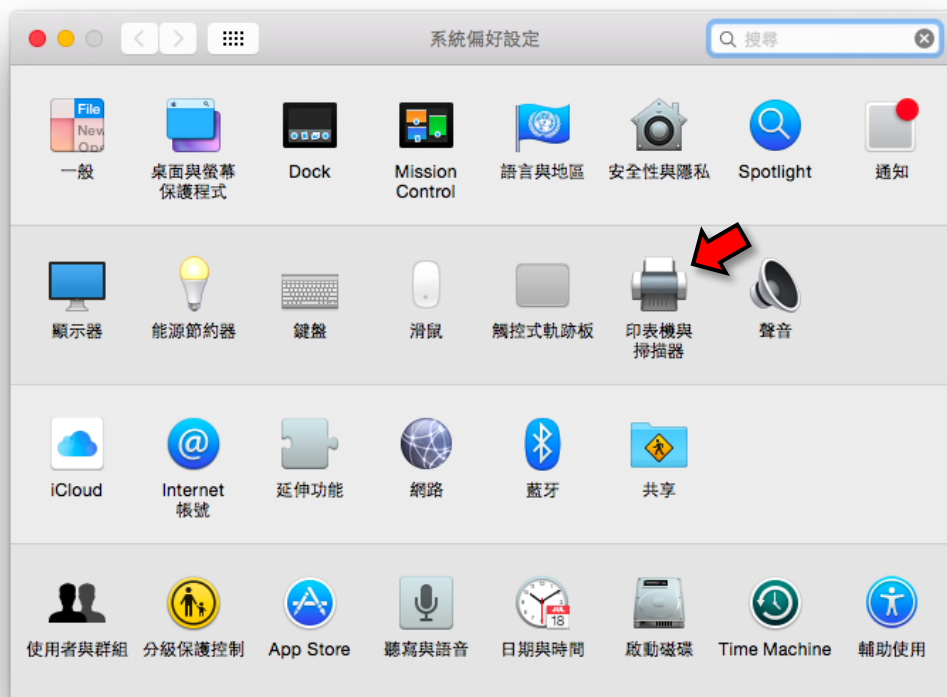 系統偏好設定
搜尋
File
New
一般
桌面與螢幕
保護程式
Dock
Mission
Control
語言與地區
安全性與隱私
Spotlight
通知
顯示器
能源節約器
鍵盤
滑鼠
觸控式軌跡板
印表機與
掃描器
聲音
iCloud
Internet
帳號
延伸功能
網路
藍牙
共享
使用者與群組
分級保護控制
App Store
聽寫與語音
JUL
18
日期與時間
啟動磁碟
Time Machine
輔助使用